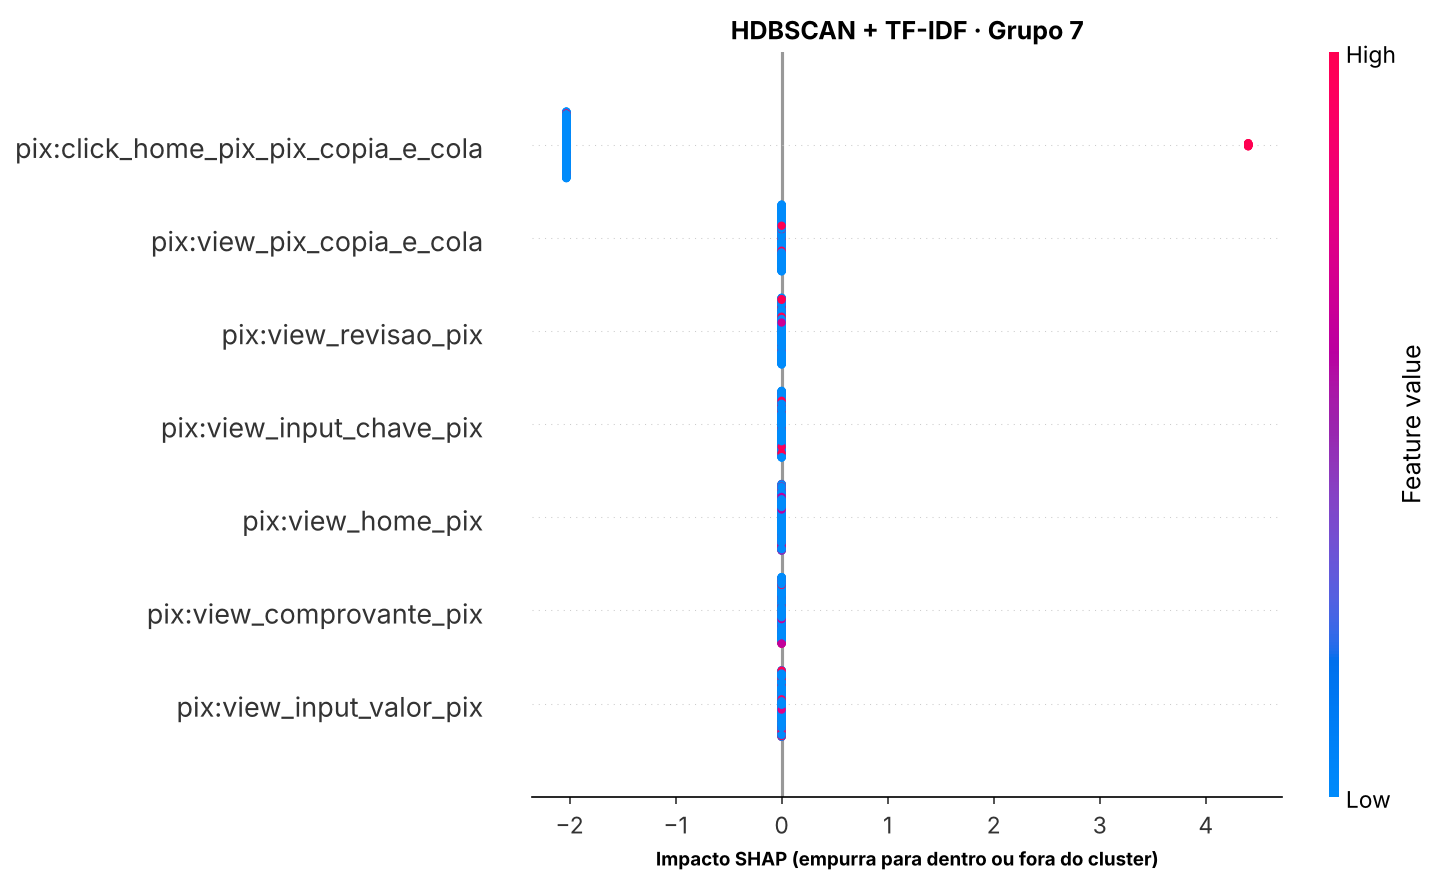 HDBSCAN + TF-IDF · Grupo 7
High
pix:click_home_pix_pix_copia_e_cola
pix:view_pix_copia_e_cola
pix:view_revisao_pix
pix:view_input_chave_pix
pix:view_home_pix
pix:view_comprovante_pix
pix:view_input_valor_pix
Feature value
Low
−2 −1 0 1 2 3 4
Impacto SHAP (empurra para dentro ou fora do cluster)